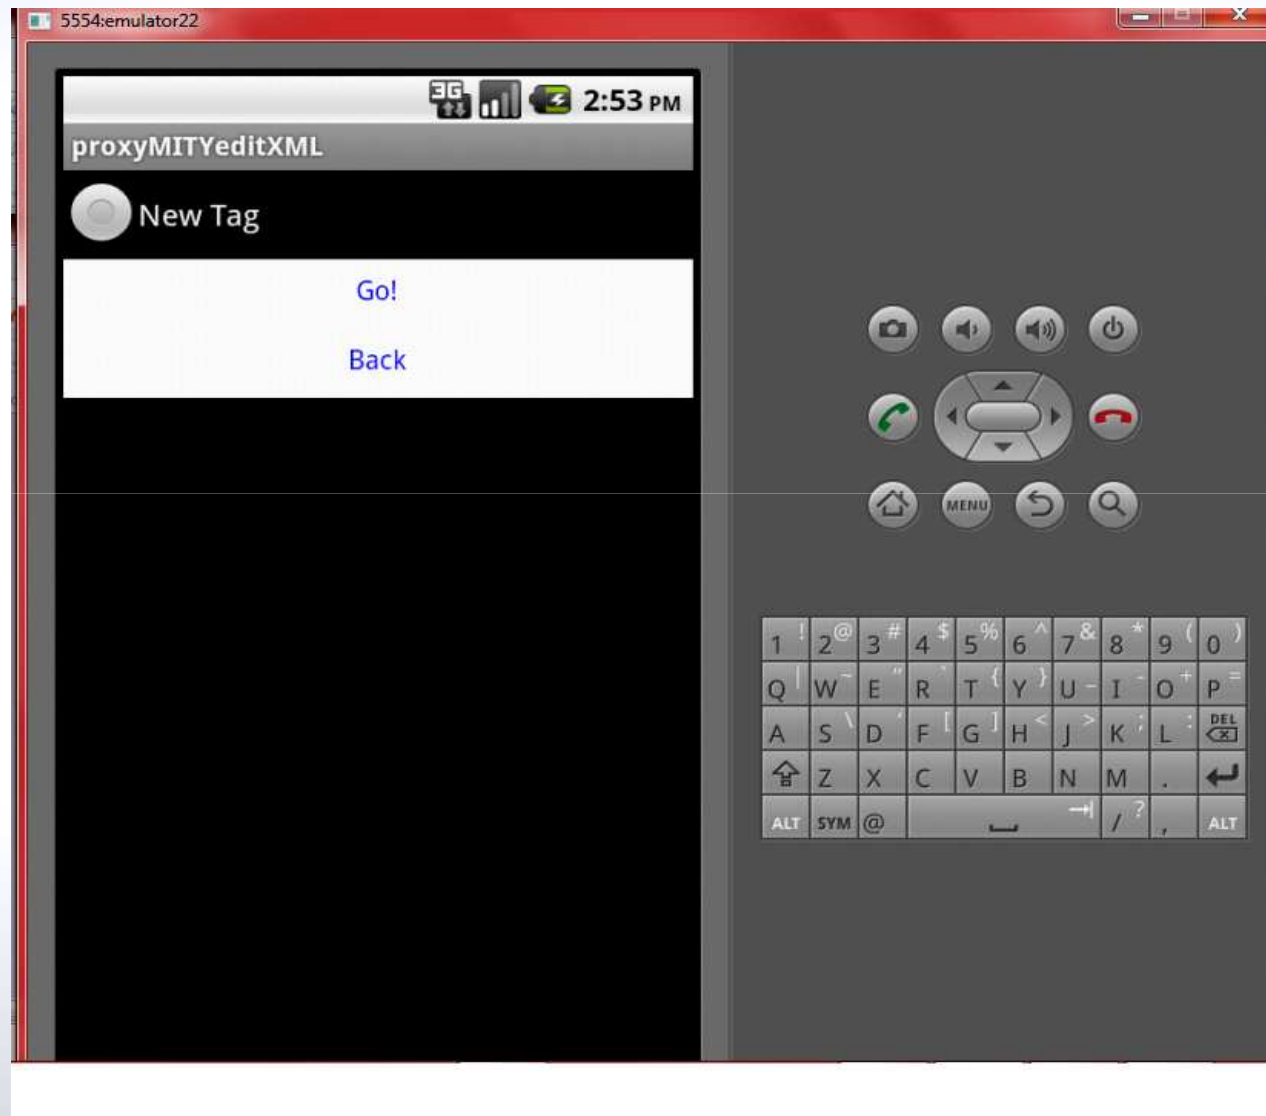 5554:emulator22
3G 2:53 PM
proxyMITYeditXML
New Tag
Go!
Back
MENU
1 ! 2 @ 3 # 4 $ 5 % 6 ^ 7 & 8 * 9 ( 0 )
Q | W ~ E " R ` T { Y } U _ I - O + P =
A S \ D ' F [ G ] H < J > K ; L : DEL
Z X C V B N M .
ALT SYM @ / ? , ALT